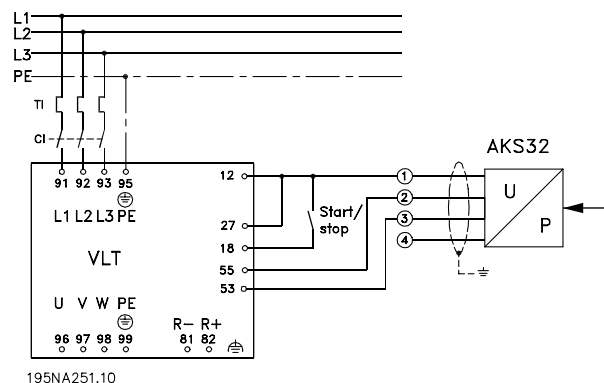 L1
L2
L3
PE
TI
CI
AKS32
91 92 93 95
12
1
L1 L2 L3 PE
U
2
Start/
stop
27
3
P
18
4
VLT
55
53
U V W PE
R- R+
96 97 98 99 81 82
195NA251.10